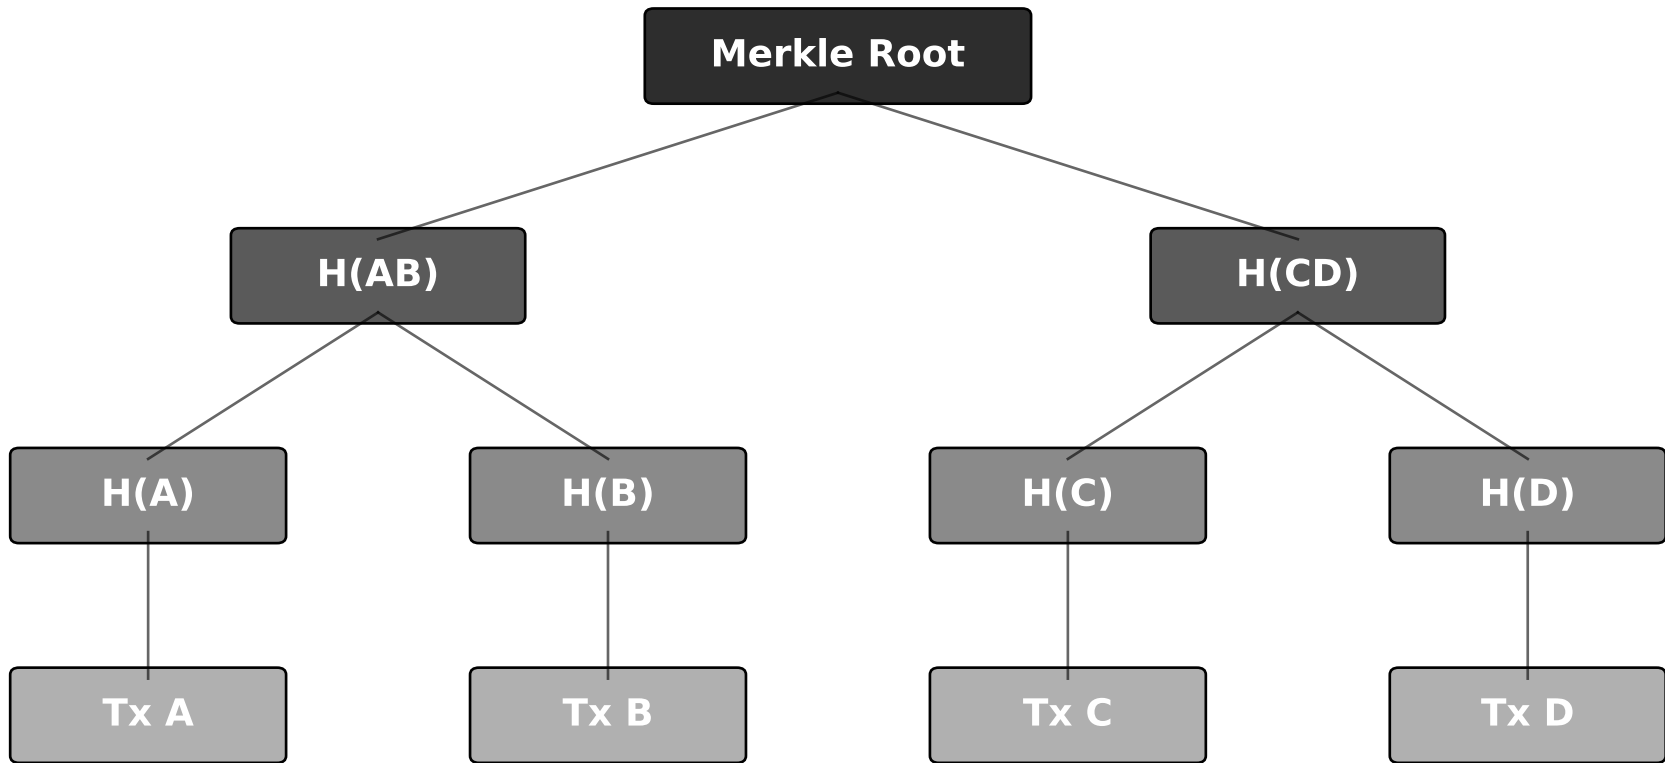 Merkle Root
H(AB)
H(CD)
H(A)
H(B)
H(C)
H(D)
Tx A
Tx B
Tx C
Tx D